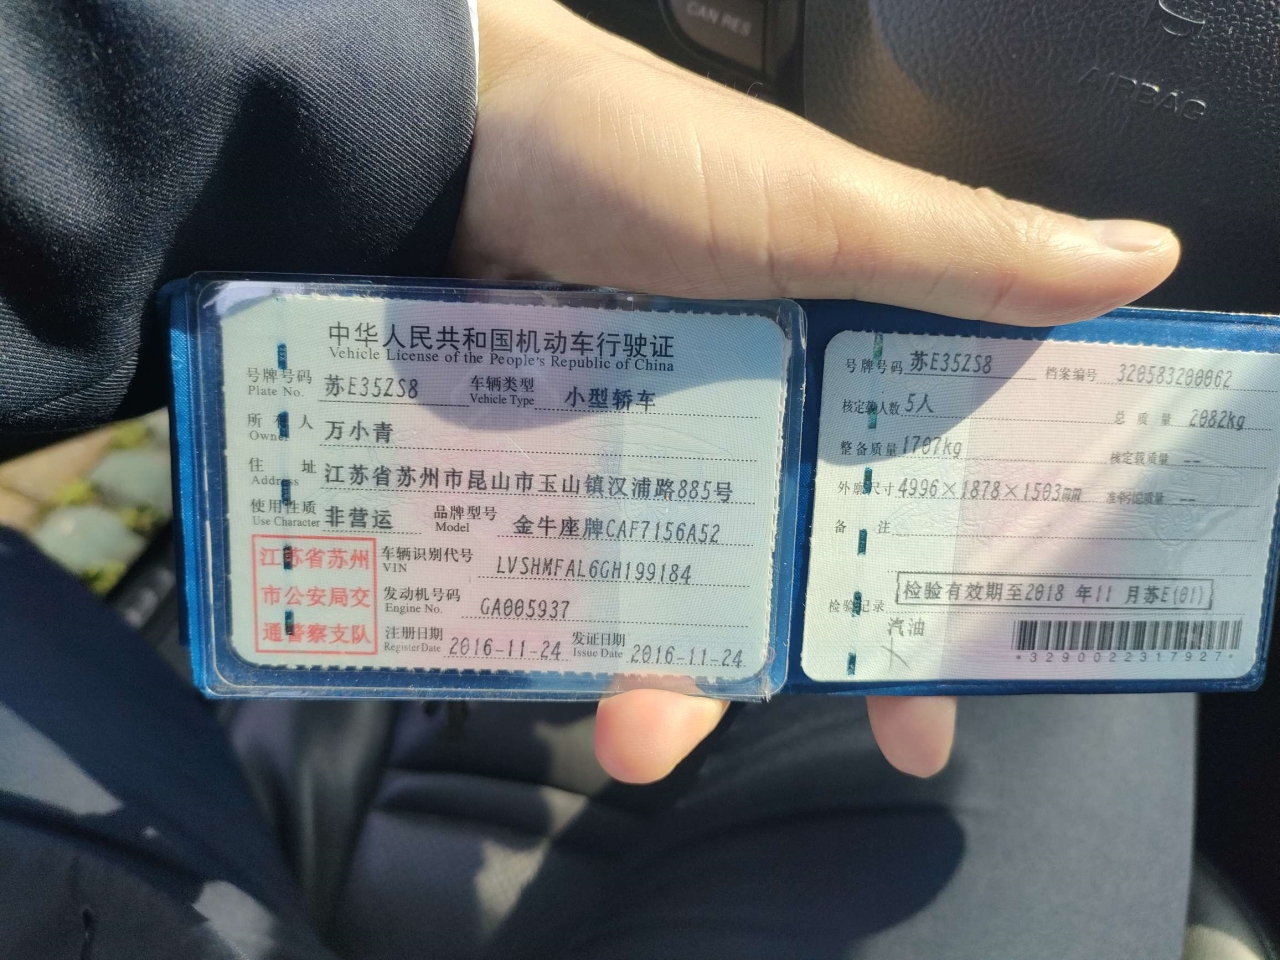 CAN RES
AIRBAG
中华人民共和国机动车行驶证
Vehicle License of the People's Republic of China
号牌号码 苏E35ZS8 车辆类型 小型轿车
Plate No. Vehicle Type
所有人 万小青
Owner
住址 江苏省苏州市昆山市玉山镇汉浦路885号
Address
使用性质 非营运 品牌型号 金牛座牌CAF7156A52
Use Character Model
江苏省苏州
市公安局交
通警察支队
车辆识别代号 LVSHMFAL6GH199184
VIN
发动机号码 GA005937
Engine No.
注册日期 2016-11-24 发证日期 2016-11-24
Register Date Issue Date
号牌号码 苏E35ZS8 档案编号 320583200062
核定载人数 5人 总质量 2082kg
整备质量 1707kg 核定载质量 --
外廓尺寸 4996×1878×1503mm 准牵引总质量 --
备注
检验记录 检验有效期至2018 年11 月苏E(01)
汽油
*3290022317927*